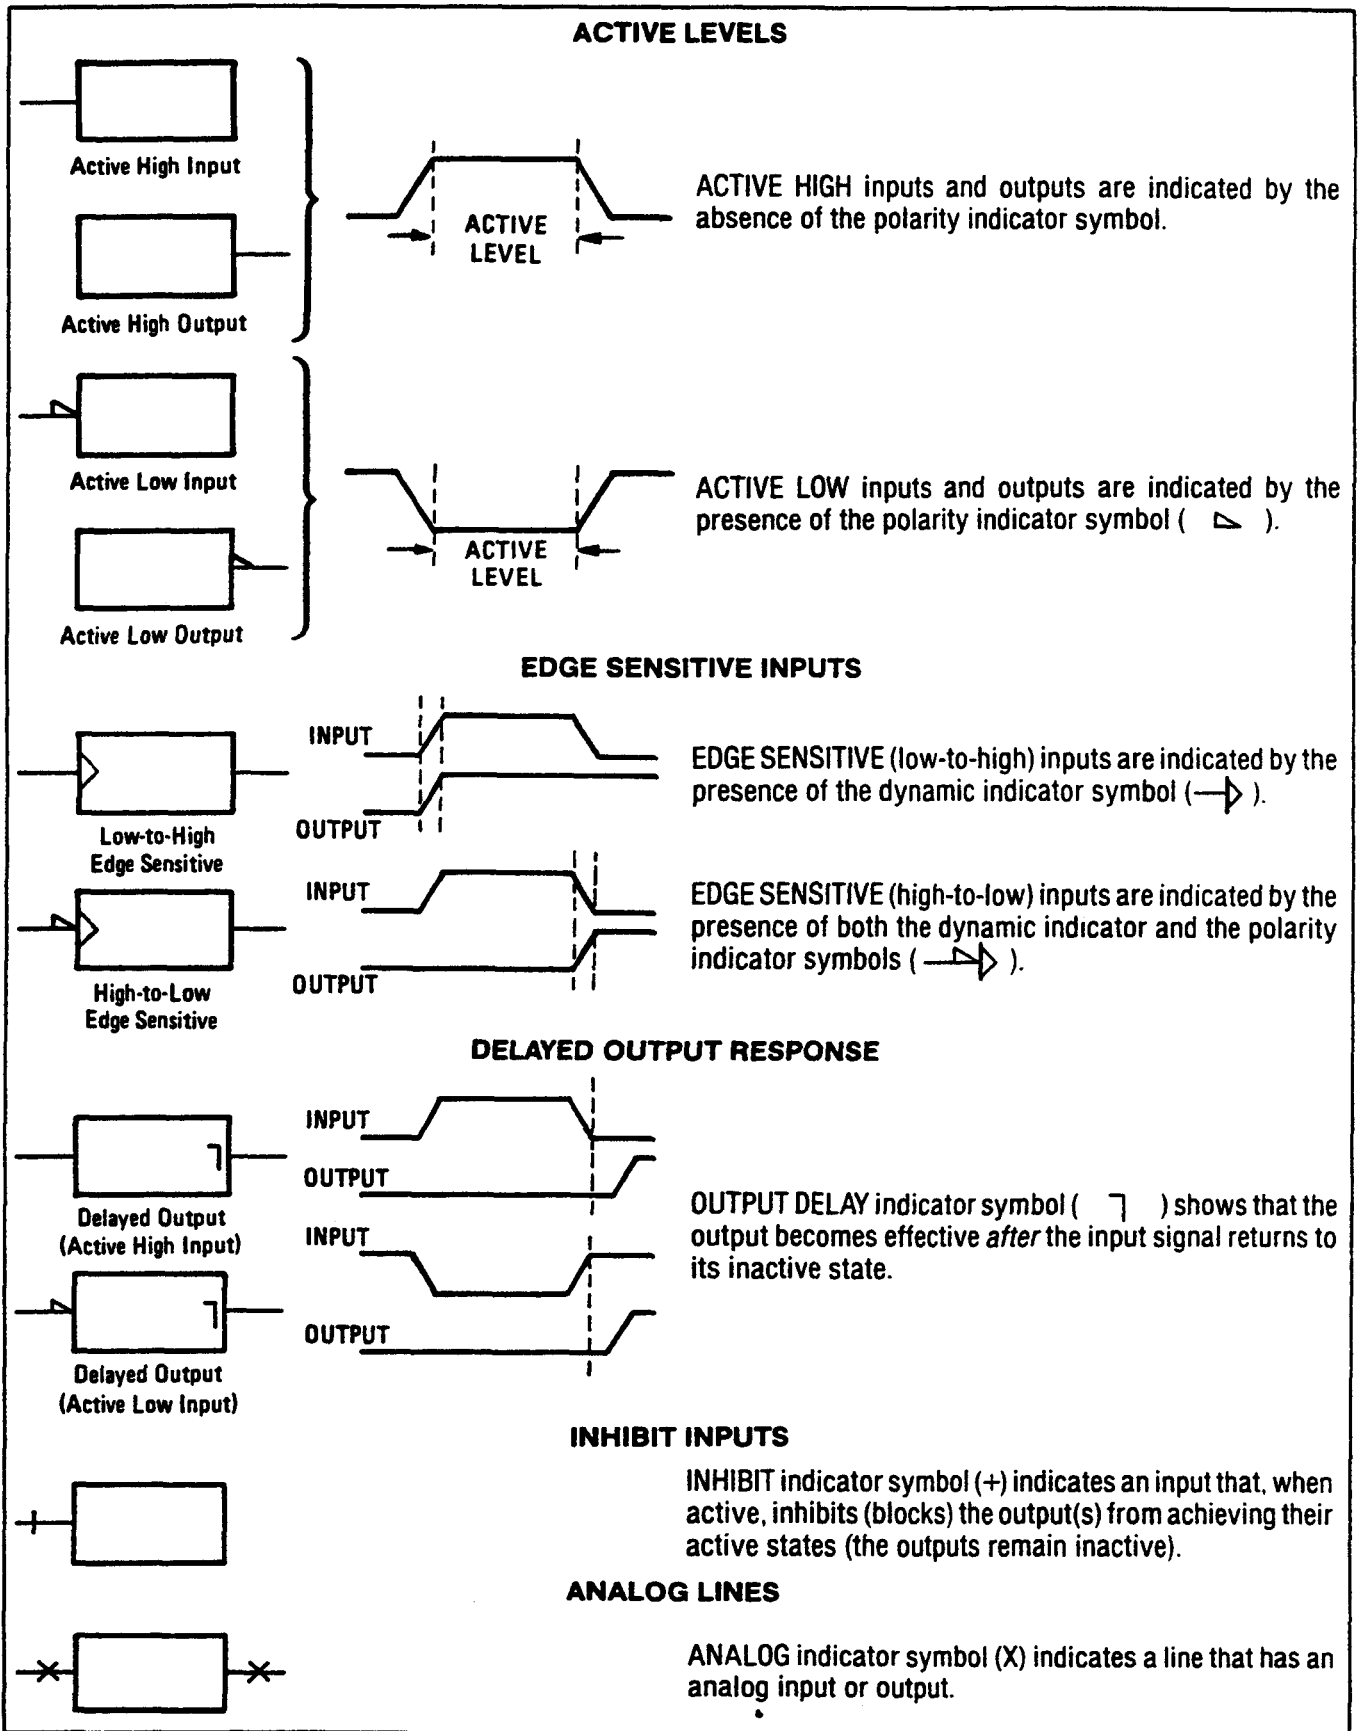 ACTIVE LEVELS
Active High Input
Active High Output
ACTIVE
LEVEL
ACTIVE HIGH inputs and outputs are indicated by the
absence of the polarity indicator symbol.
Active Low Input
Active Low Output
ACTIVE
LEVEL
ACTIVE LOW inputs and outputs are indicated by the
presence of the polarity indicator symbol ( ).
EDGE SENSITIVE INPUTS
Low-to-High
Edge Sensitive
INPUT
OUTPUT
EDGE SENSITIVE (low-to-high) inputs are indicated by the
presence of the dynamic indicator symbol ( ).
High-to-Low
Edge Sensitive
INPUT
OUTPUT
EDGE SENSITIVE (high-to-low) inputs are indicated by the
presence of both the dynamic indicator and the polarity
indicator symbols ( ).
DELAYED OUTPUT RESPONSE
Delayed Output
(Active High Input)
INPUT
OUTPUT
Delayed Output
(Active Low Input)
INPUT
OUTPUT
OUTPUT DELAY indicator symbol ( ) shows that the
output becomes effective after the input signal returns to
its inactive state.
INHIBIT INPUTS
INHIBIT indicator symbol (+) indicates an input that, when
active, inhibits (blocks) the output(s) from achieving their
active states (the outputs remain inactive).
ANALOG LINES
ANALOG indicator symbol (X) indicates a line that has an
analog input or output.